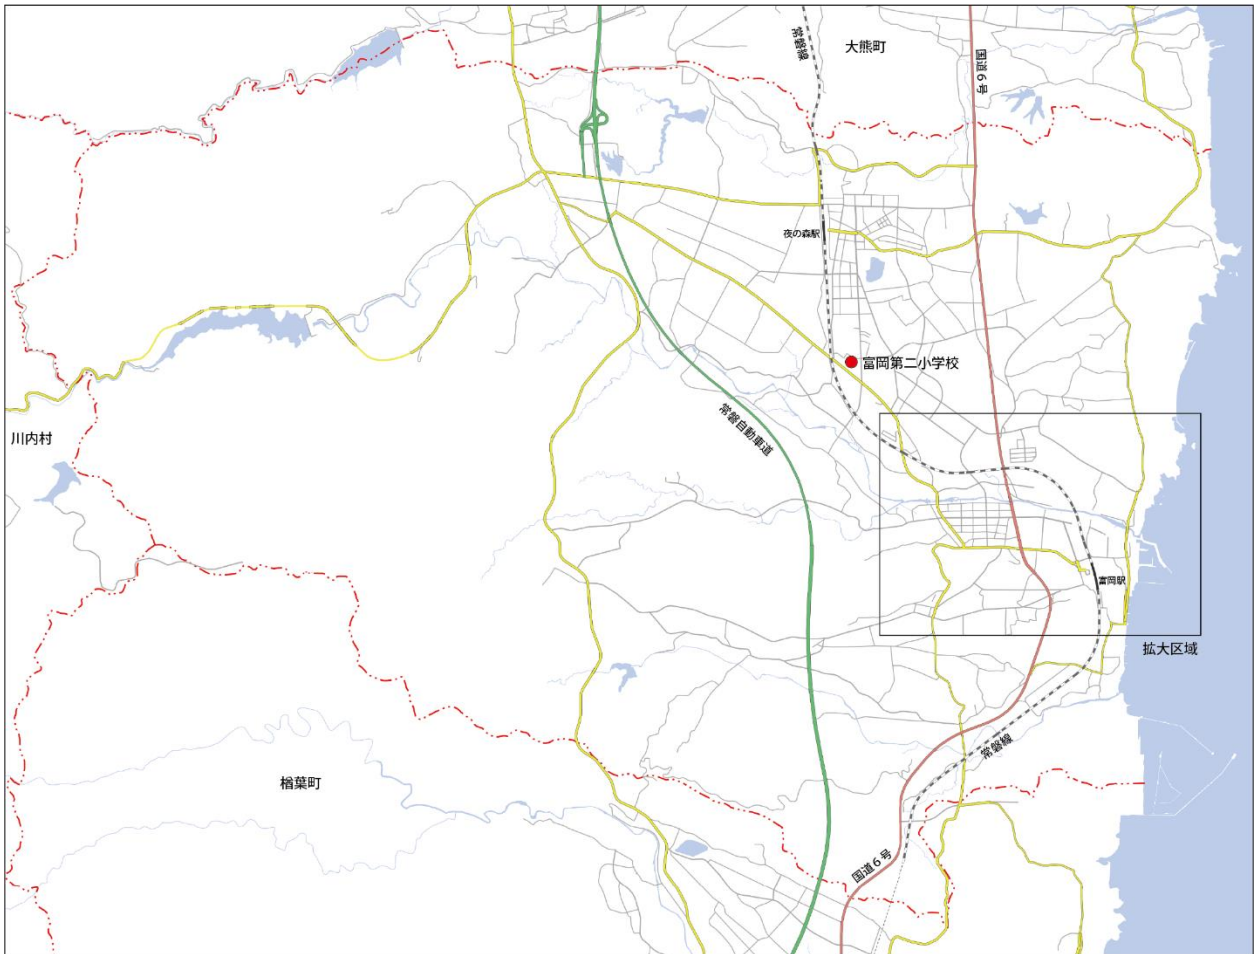 常磐線
大熊町
国道6号
夜の森駅
富岡第二小学校
川内村
常磐自動車道
富岡駅
拡大区域
常磐線
楢葉町
国道6号